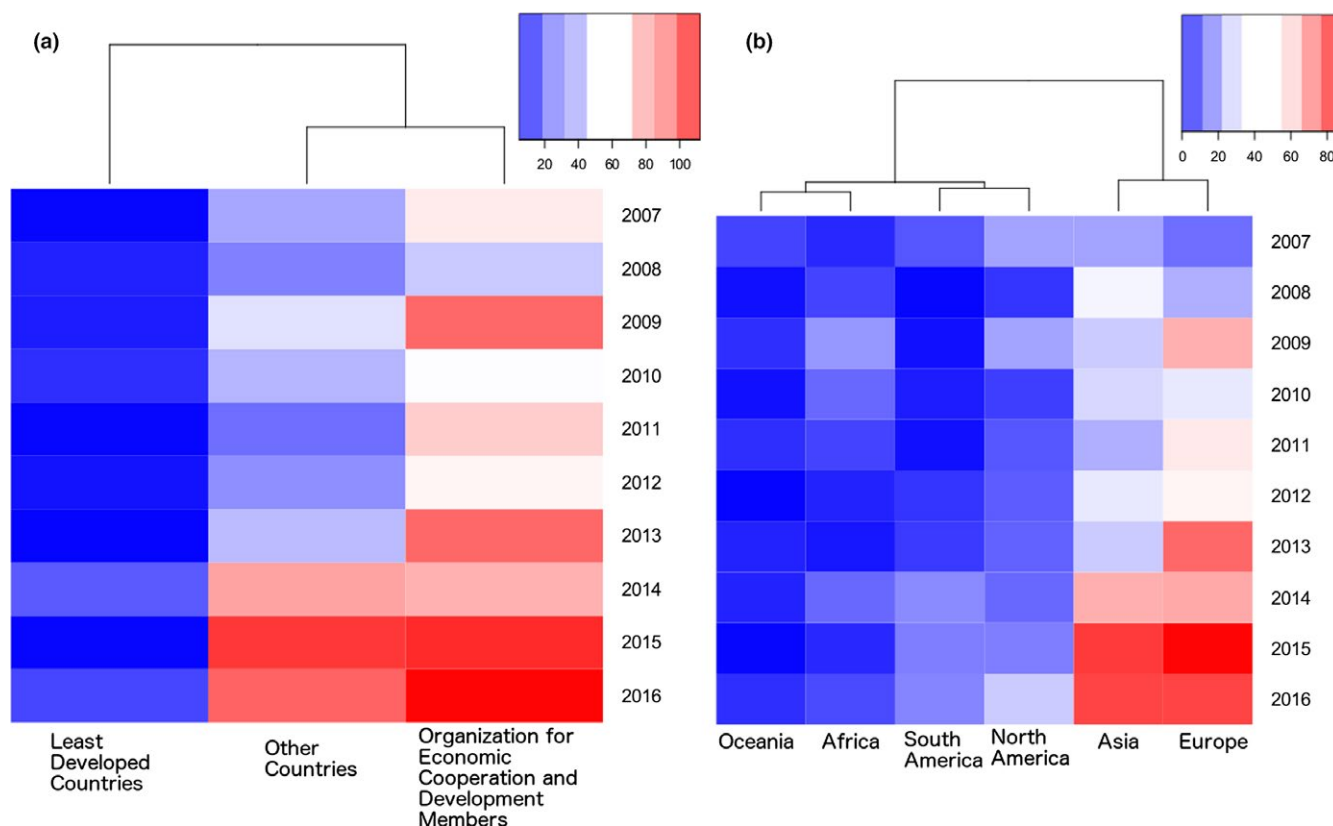 (a)
20 40 60 80 100
2007
2008
2009
2010
2011
2012
2013
2014
2015
2016
Least
Developed
Countries
Other
Countries
Organization for
Economic
Cooperation and
Development
Members
(b)
0 20 40 60 80
2007
2008
2009
2010
2011
2012
2013
2014
2015
2016
Oceania
Africa
South
America
North
America
Asia
Europe